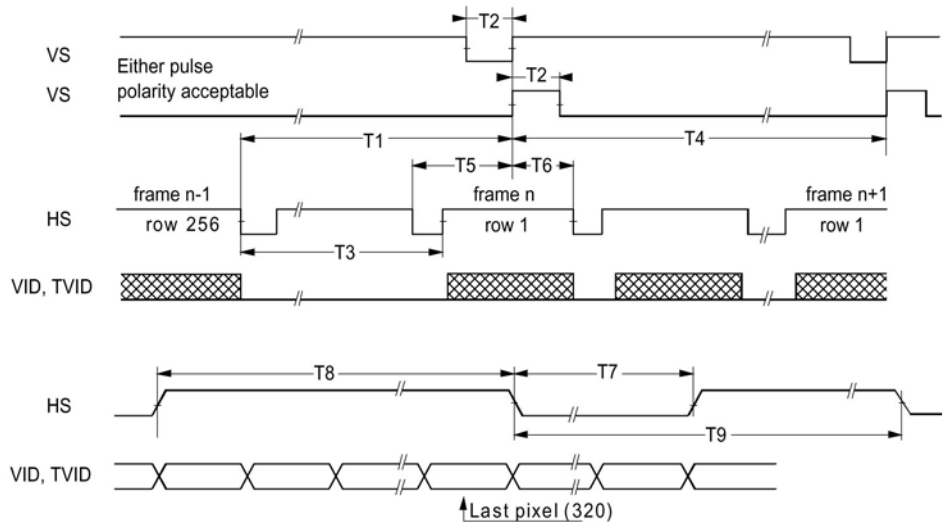 T2
VS
Either pulse
polarity acceptable
T2
VS
T1
T4
T5
T6
frame n-1
frame n
frame n+1
HS
row 256
row 1
row 1
T3
VID, TVID
T8
T7
HS
T9
VID, TVID
Last pixel (320)